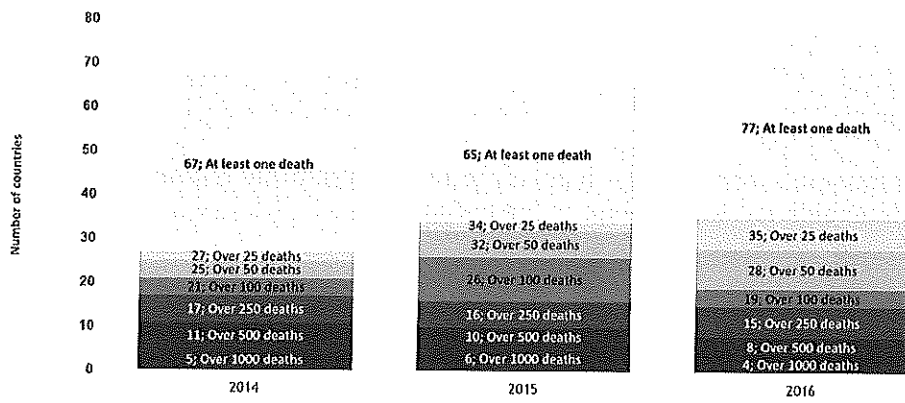 80
70
60
50
40
30
20
10
0
Number of countries
67; At least one death
27; Over 25 deaths
25; Over 50 deaths
21; Over 100 deaths
17; Over 250 deaths
11; Over 500 deaths
5; Over 1000 deaths
2014
65; At least one death
34; Over 25 deaths
32; Over 50 deaths
26; Over 100 deaths
16; Over 250 deaths
10; Over 500 deaths
6; Over 1000 deaths
2015
77; At least one death
35; Over 25 deaths
28; Over 50 deaths
19; Over 100 deaths
15; Over 250 deaths
8; Over 500 deaths
4; Over 1000 deaths
2016